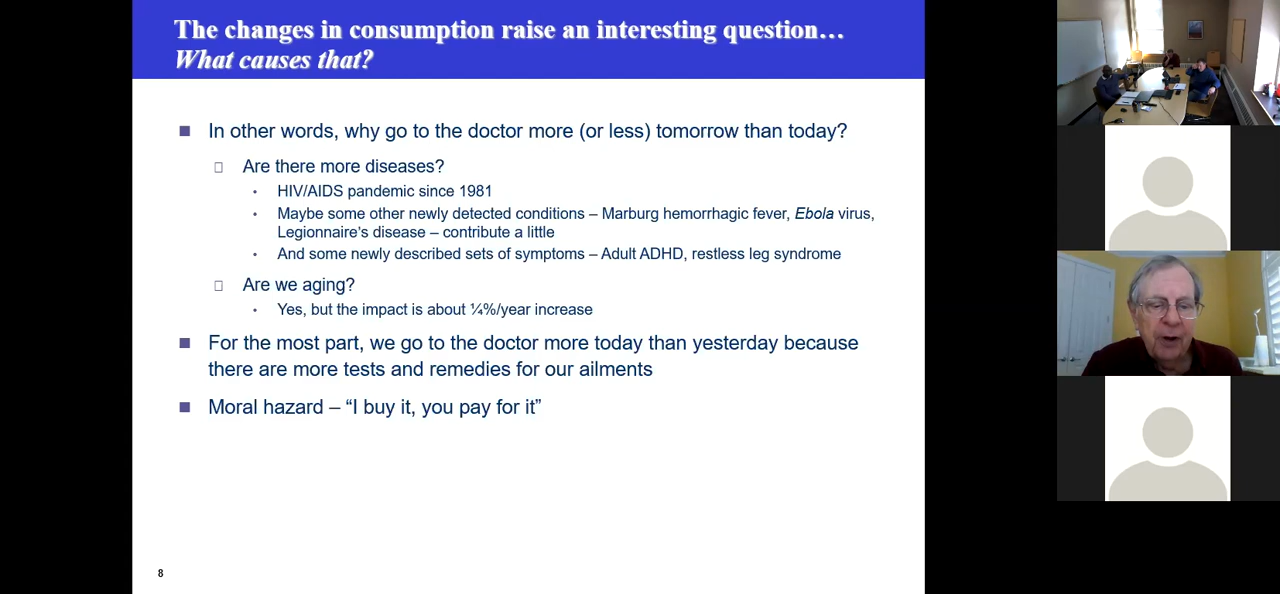 The changes in consumption raise an interesting question…
What causes that?
In other words, why go to the doctor more (or less) tomorrow than today?
Are there more diseases?
HIV/AIDS pandemic since 1981
Maybe some other newly detected conditions – Marburg hemorrhagic fever, Ebola virus,
Legionnaire's disease – contribute a little
And some newly described sets of symptoms – Adult ADHD, restless leg syndrome
Are we aging?
Yes, but the impact is about ¼%/year increase
For the most part, we go to the doctor more today than yesterday because
there are more tests and remedies for our ailments
Moral hazard – “I buy it, you pay for it”
8